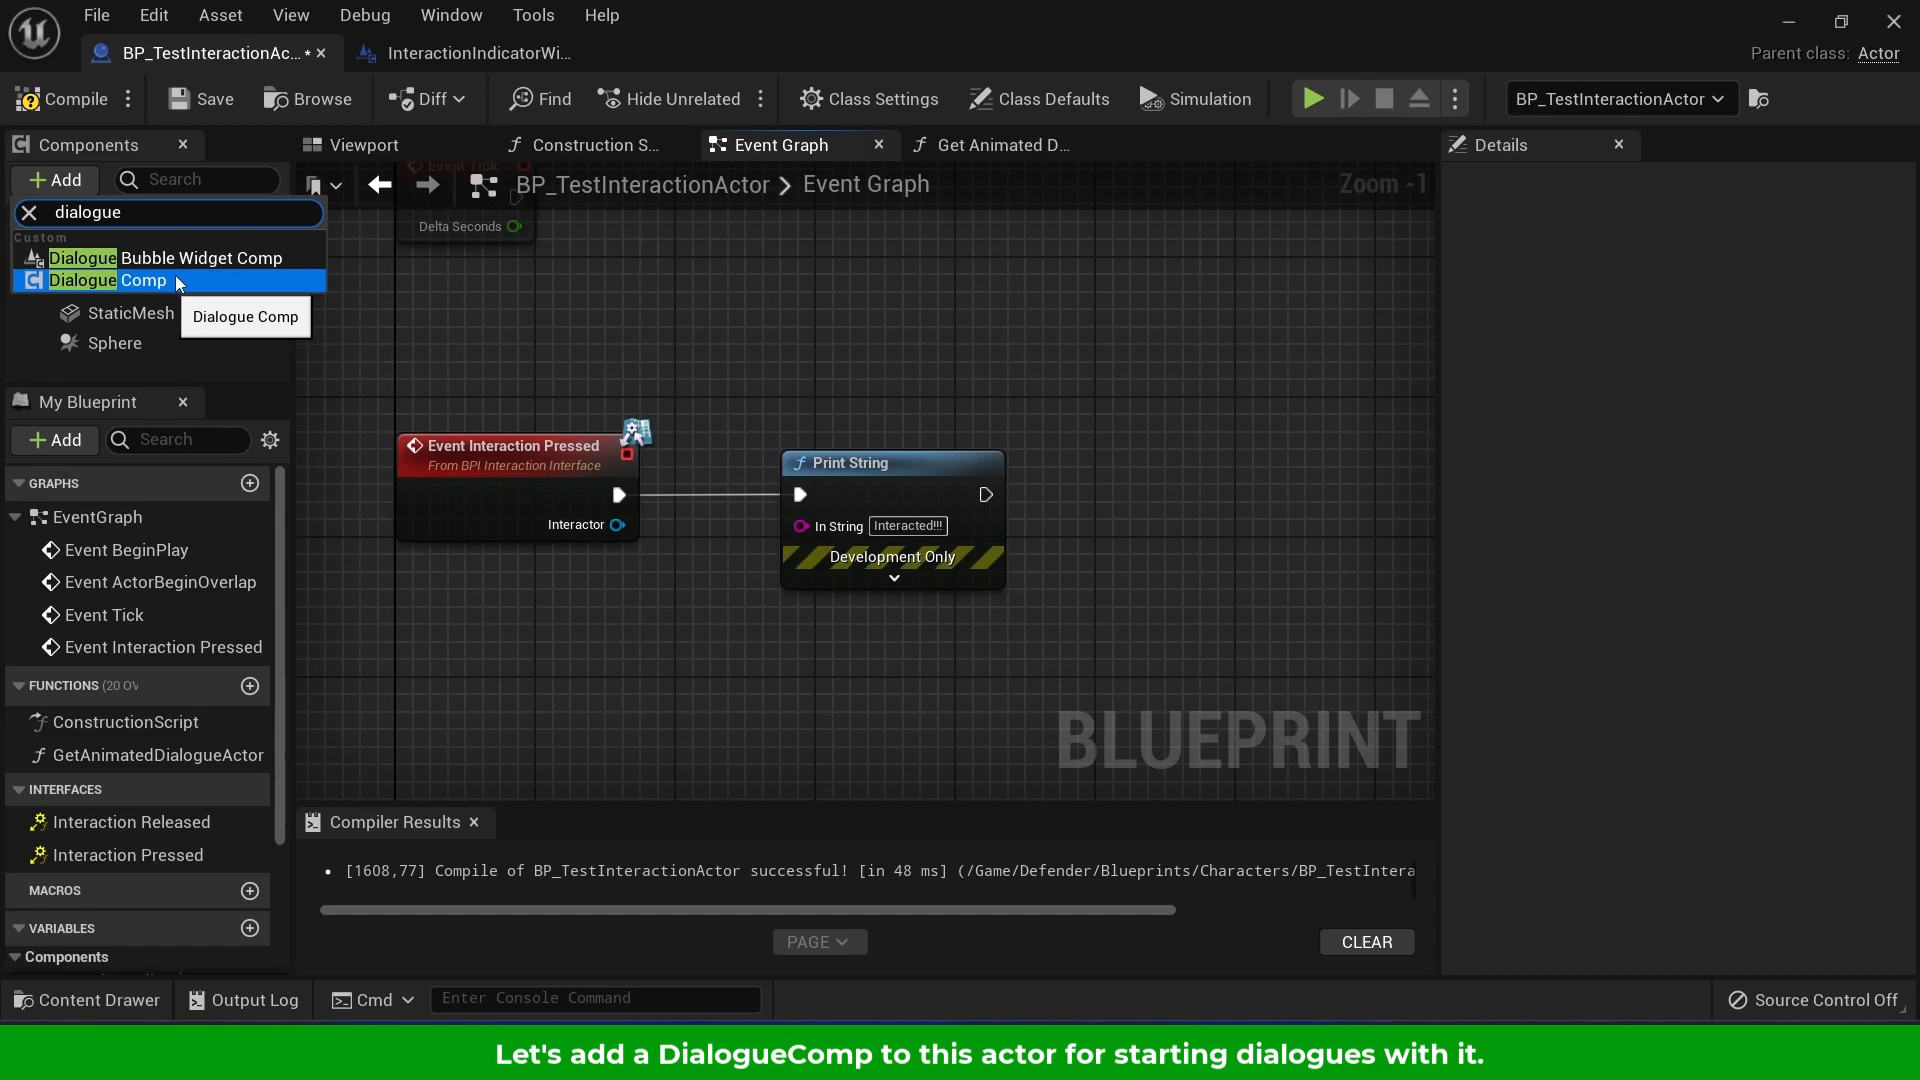 File Edit Asset View Debug Window Tools Help
BP_TestInteractionAc... * InteractionIndicatorWi... Parent class: Actor
Compile Save Browse Diff Find Hide Unrelated Class Settings Class Defaults Simulation BP_TestInteractionActor
Components Viewport Construction S... Event Graph Get Animated D... Details
+ Add Search BP_TestInteractionActor > Event Graph Zoom -1
Event Tick
dialogue
Delta Seconds
Custom
Dialogue Bubble Widget Comp
Dialogue Comp
StaticMesh
Dialogue Comp
Sphere
My Blueprint
+ Add Search
Event Interaction Pressed
From BPI Interaction Interface
Print String
GRAPHS
EventGraph
Interactor
In String Interacted!!!
Event BeginPlay
Development Only
Event ActorBeginOverlap
Event Tick
Event Interaction Pressed
FUNCTIONS (20 OV
ConstructionScript
GetAnimatedDialogueActor
BLUEPRINT
INTERFACES
Interaction Released
Compiler Results
Interaction Pressed
[1608,77] Compile of BP_TestInteractionActor successful! [in 48 ms] (/Game/Defender/Blueprints/Characters/BP_TestIntera
MACROS
VARIABLES
PAGE CLEAR
Components
Content Drawer Output Log Cmd Enter Console Command Source Control Off
Let's add a DialogueComp to this actor for starting dialogues with it.